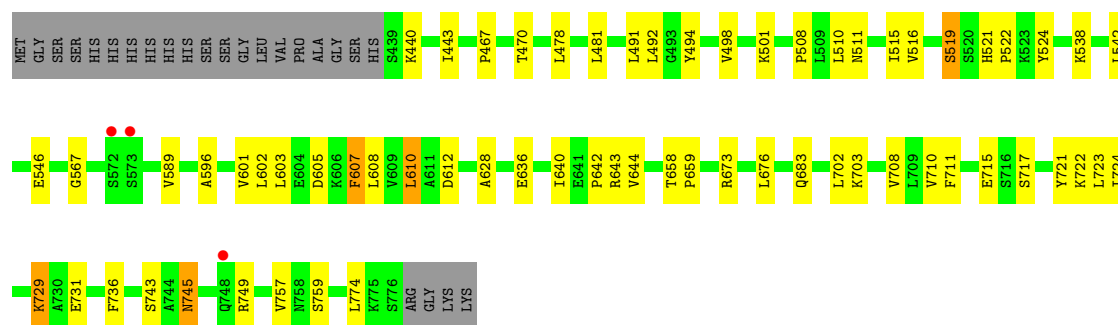 MET GLY SER SER HIS HIS HIS HIS HIS HIS SER SER GLY LEU VAL PRO ALA GLY SER HIS S439 K440 I443 P467 T470 L478 L481 L491 L492 G493 Y494 V498 K501 P508 L509 L510 N511 I515 V516 S519 S520 H521 P522 K523 Y524 K538
E546 G567 S572 S573 V589 A596 V601 L602 L603 E604 D605 K606 F607 L608 V609 L610 A611 D612 A628 E636 I640 E641 P642 R643 V644 T658 P659 R673 L676 Q683 L702 K703 V708 L709 V710 F711 E715 S716 S717 Y721 K722 L723
K729 A730 E731 F736 S743 A744 N745 Q748 R749 V757 N758 S759 L774 K775 S776 ARG GLY LYS LYS